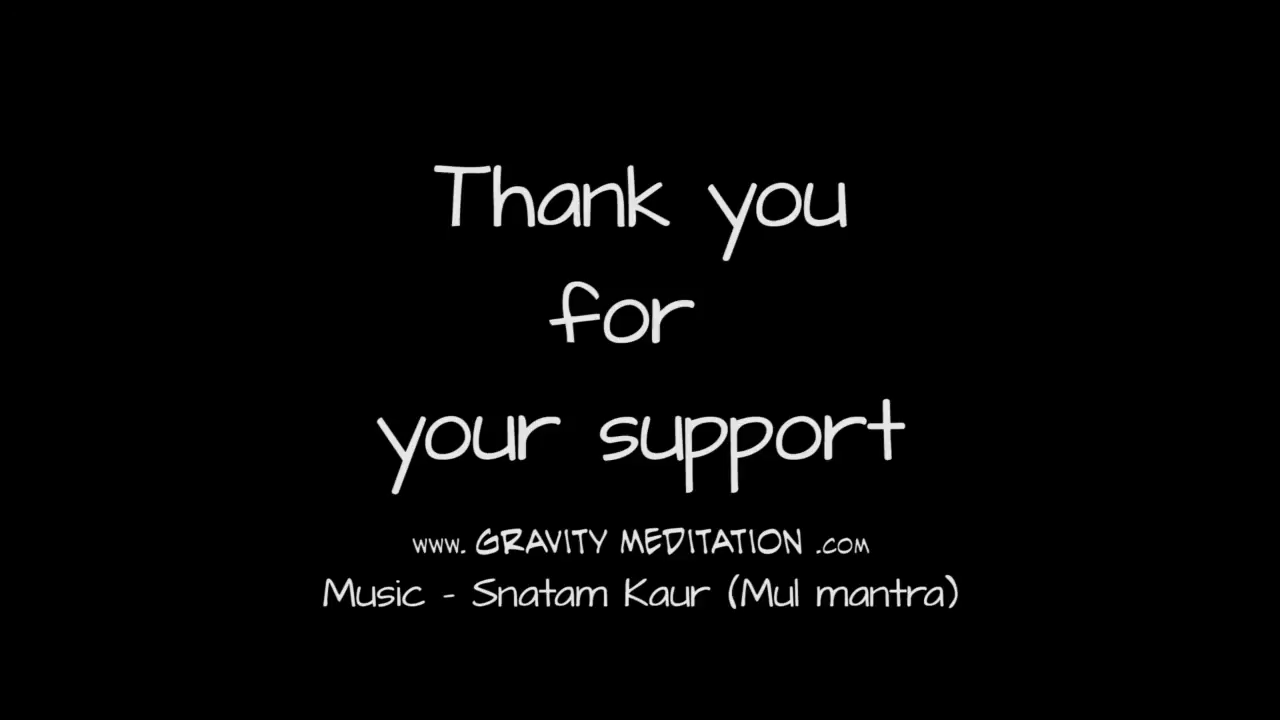 Thank you
for
your support
www. GRAVITY MEDITATION .COM
Music - Snatam Kaur (Mul mantra)